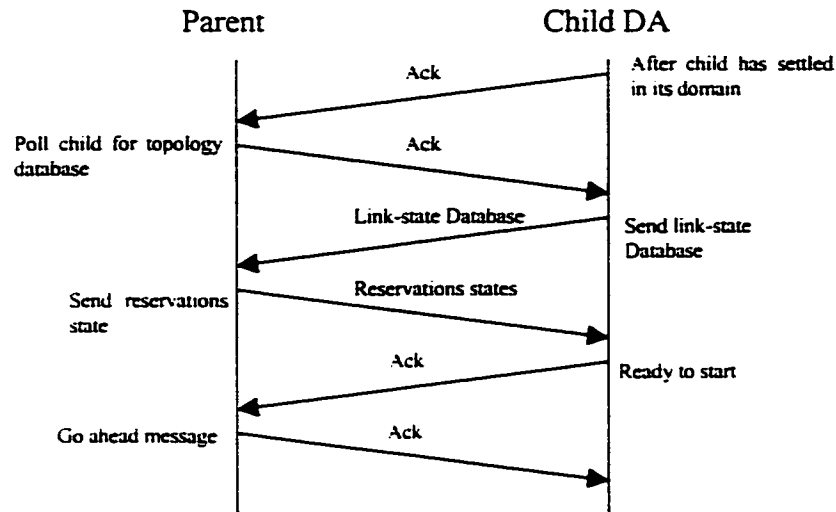 Parent
Child DA
Ack
After child has settled
in its domain
Poll child for topology
database
Ack
Link-state Database
Send link-state
Database
Send reservations
state
Reservations states
Ack
Ready to start
Go ahead message
Ack